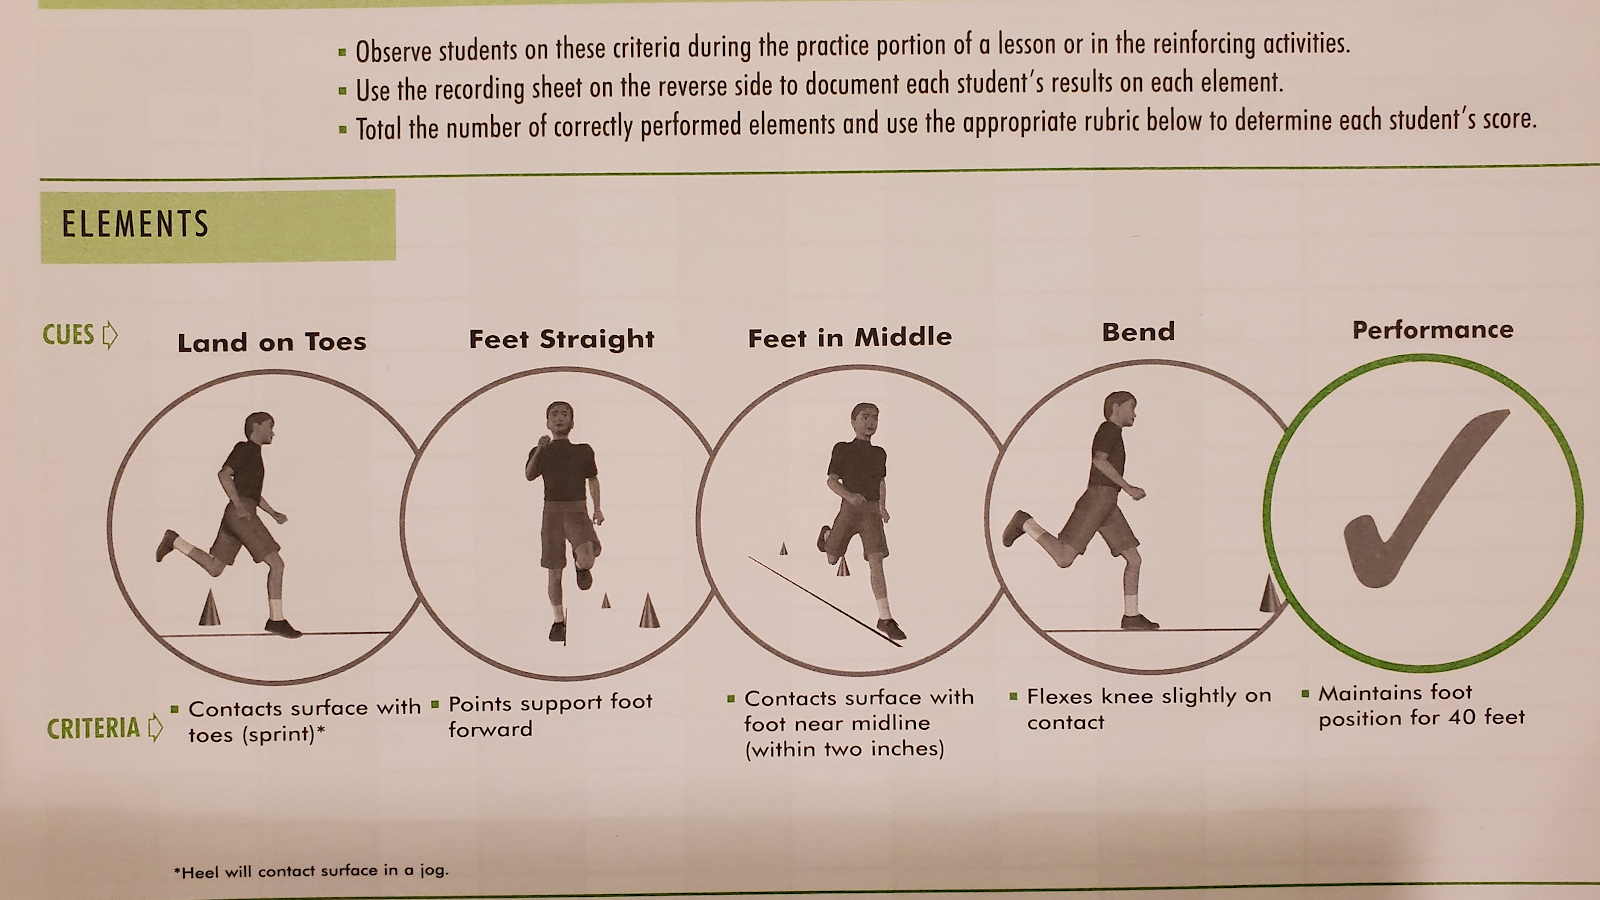 ▪ Observe students on these criteria during the practice portion of a lesson or in the reinforcing activities.
▪ Use the recording sheet on the reverse side to document each student's results on each element.
▪ Total the number of correctly performed elements and use the appropriate rubric below to determine each student's score.
ELEMENTS
CUES
Land on Toes
Feet Straight
Feet in Middle
Bend
Performance
CRITERIA
▪ Contacts surface with
toes (sprint)*
▪ Points support foot
forward
▪ Contacts surface with
foot near midline
(within two inches)
▪ Flexes knee slightly on
contact
▪ Maintains foot
position for 40 feet
*Heel will contact surface in a jog.